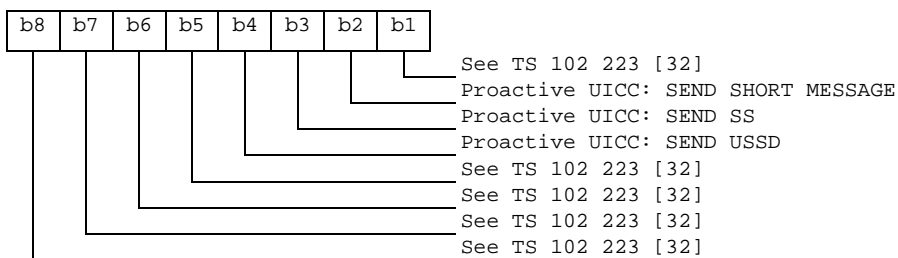 b8 b7 b6 b5 b4 b3 b2 b1
See TS 102 223 [32]
Proactive UICC: SEND SHORT MESSAGE
Proactive UICC: SEND SS
Proactive UICC: SEND USSD
See TS 102 223 [32]
See TS 102 223 [32]
See TS 102 223 [32]
See TS 102 223 [32]